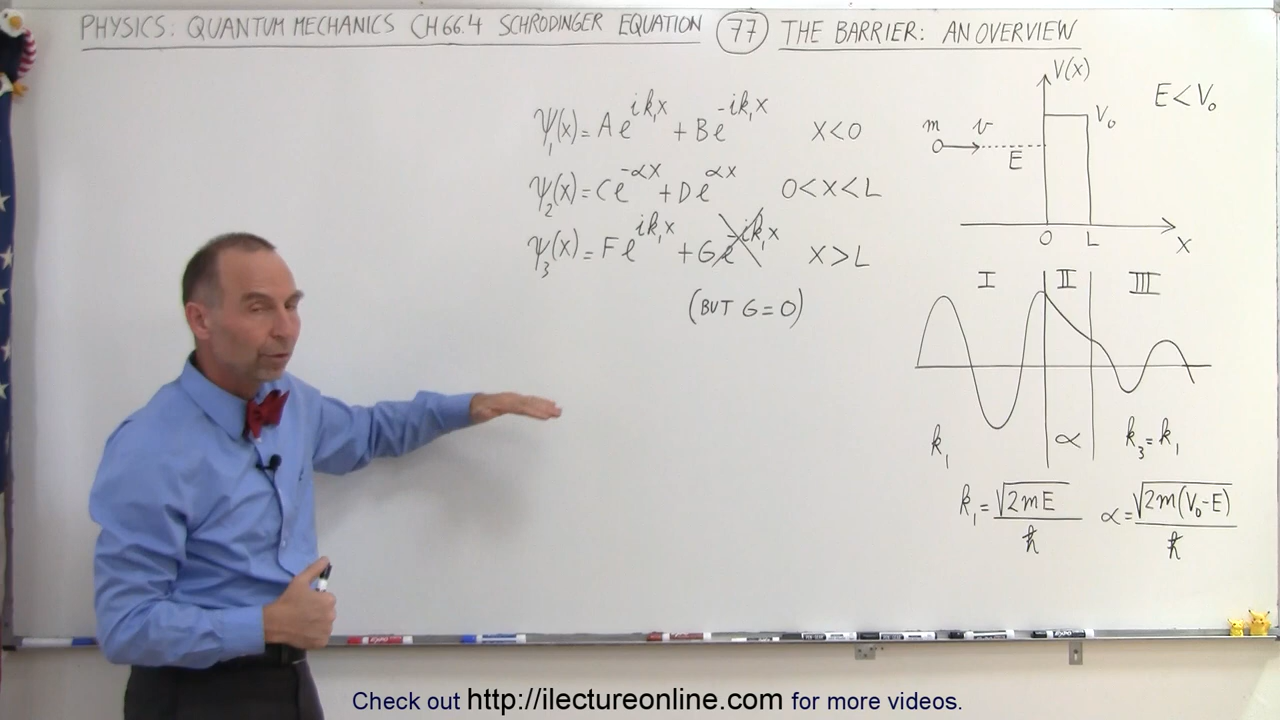 PHYSICS: QUANTUM MECHANICS CH 66.4 SCHRODINGER EQUATION 77 THE BARRIER: AN OVERVIEW
ψ₁(x) = Ae^{ik₁x} + Be^{-ik₁x} x<0
ψ₂(x) = Ce^{-αx} + De^{αx} 0<x<L
ψ₃(x) = Fe^{ik₁x} + Ge^{-ik₁x} x>L
(BUT G=0)
V(x)
E<V₀
V₀
m v
E
0 L x
I II III
k₁ α k₃=k₁
k₁ = √(2mE)/ħ α = √(2m(V₀-E))/ħ
Check out http://ilectureonline.com for more videos.